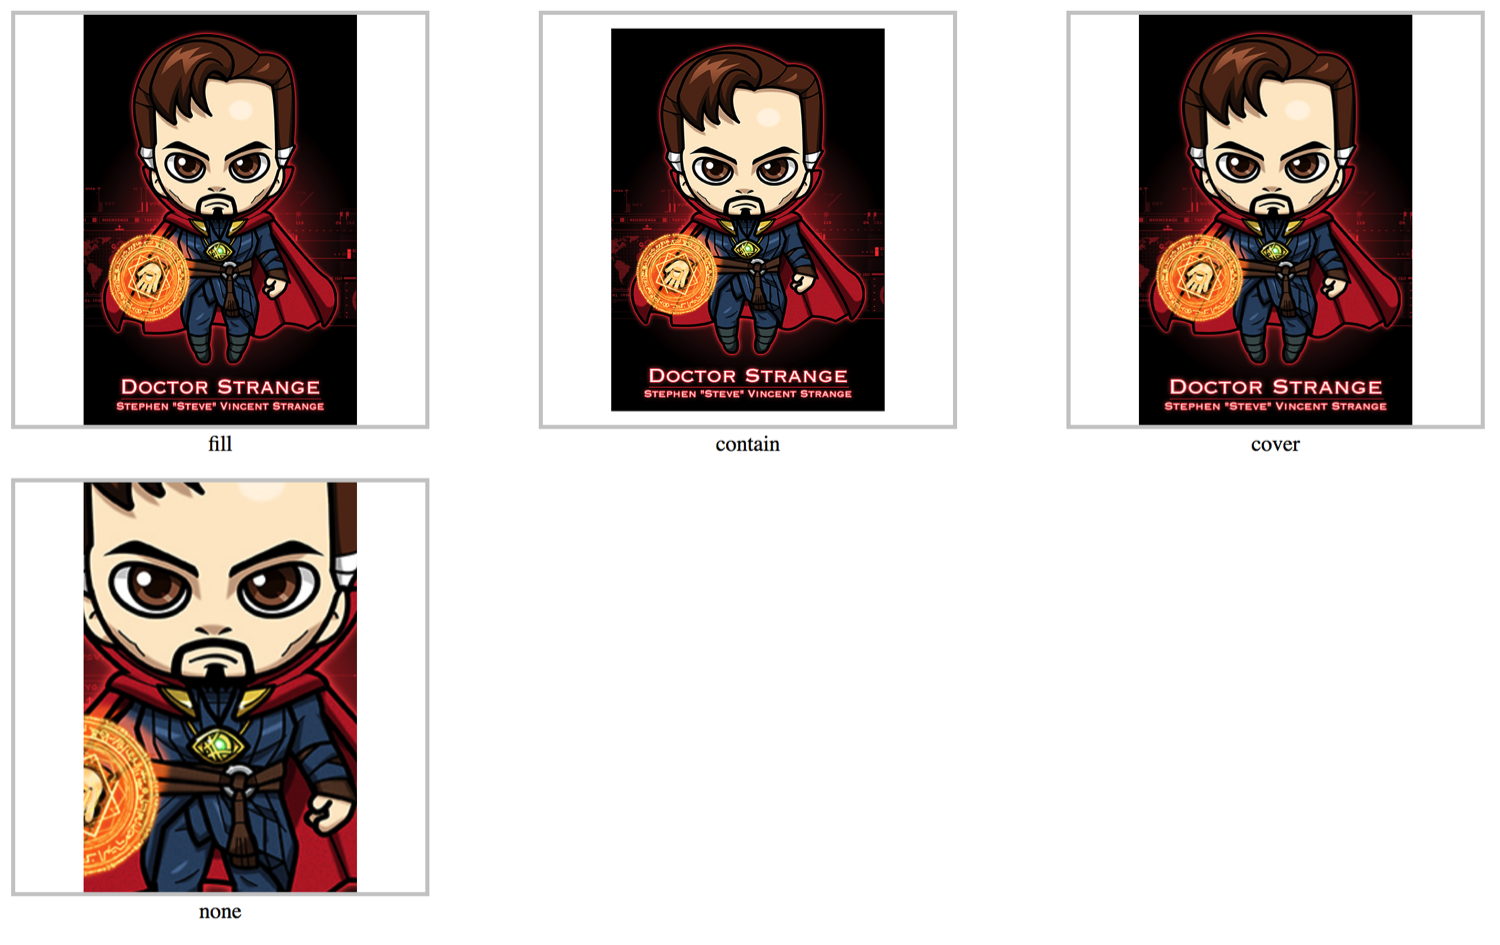 DOCTOR STRANGE
STEPHEN "STEVE" VINCENT STRANGE
fill
DOCTOR STRANGE
STEPHEN "STEVE" VINCENT STRANGE
contain
DOCTOR STRANGE
STEPHEN "STEVE" VINCENT STRANGE
cover
none